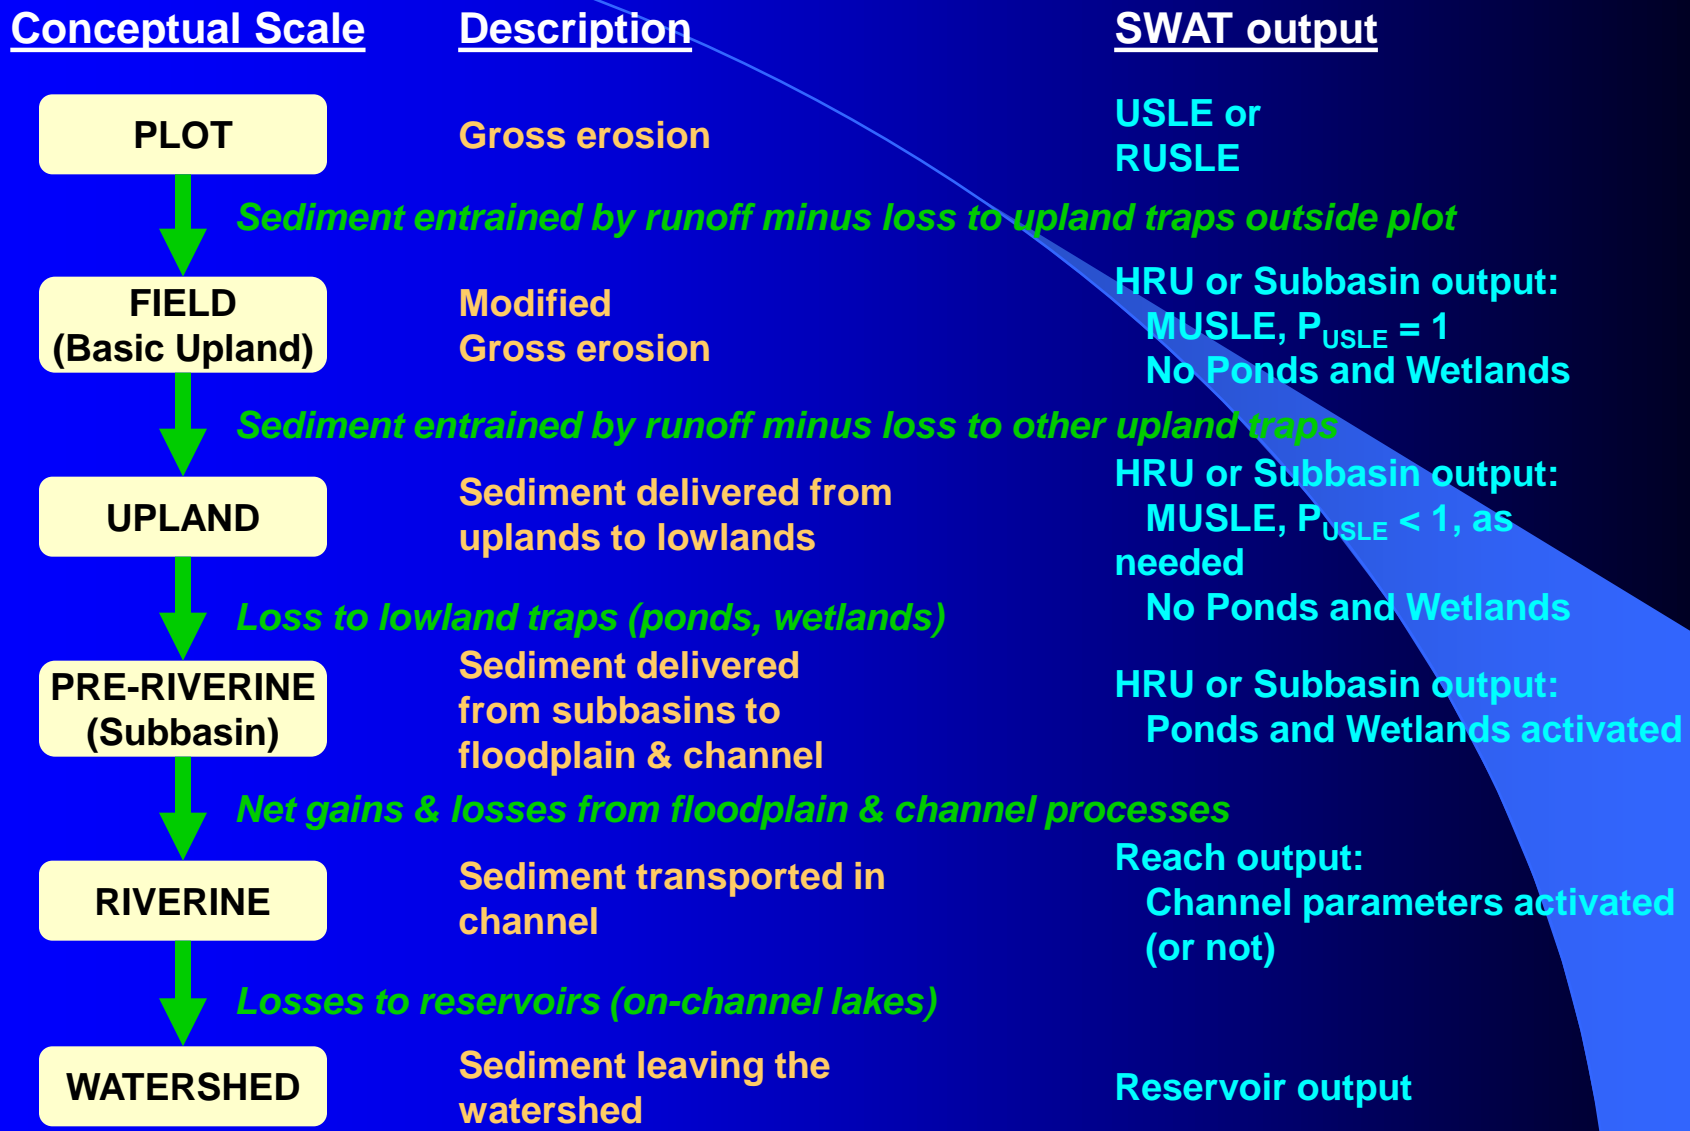 Conceptual Scale Description SWAT output
PLOT
Gross erosion
USLE or
RUSLE
Sediment entrained by runoff minus loss to upland traps outside plot
FIELD
(Basic Upland)
Modified
Gross erosion
HRU or Subbasin output:
MUSLE, PUSLE = 1
No Ponds and Wetlands
Sediment entrained by runoff minus loss to other upland traps
UPLAND
Sediment delivered from
uplands to lowlands
HRU or Subbasin output:
MUSLE, PUSLE < 1, as
needed
No Ponds and Wetlands
Loss to lowland traps (ponds, wetlands)
PRE-RIVERINE
(Subbasin)
Sediment delivered
from subbasins to
floodplain & channel
HRU or Subbasin output:
Ponds and Wetlands activated
Net gains & losses from floodplain & channel processes
RIVERINE
Sediment transported in
channel
Reach output:
Channel parameters activated
(or not)
Losses to reservoirs (on-channel lakes)
WATERSHED
Sediment leaving the
watershed
Reservoir output